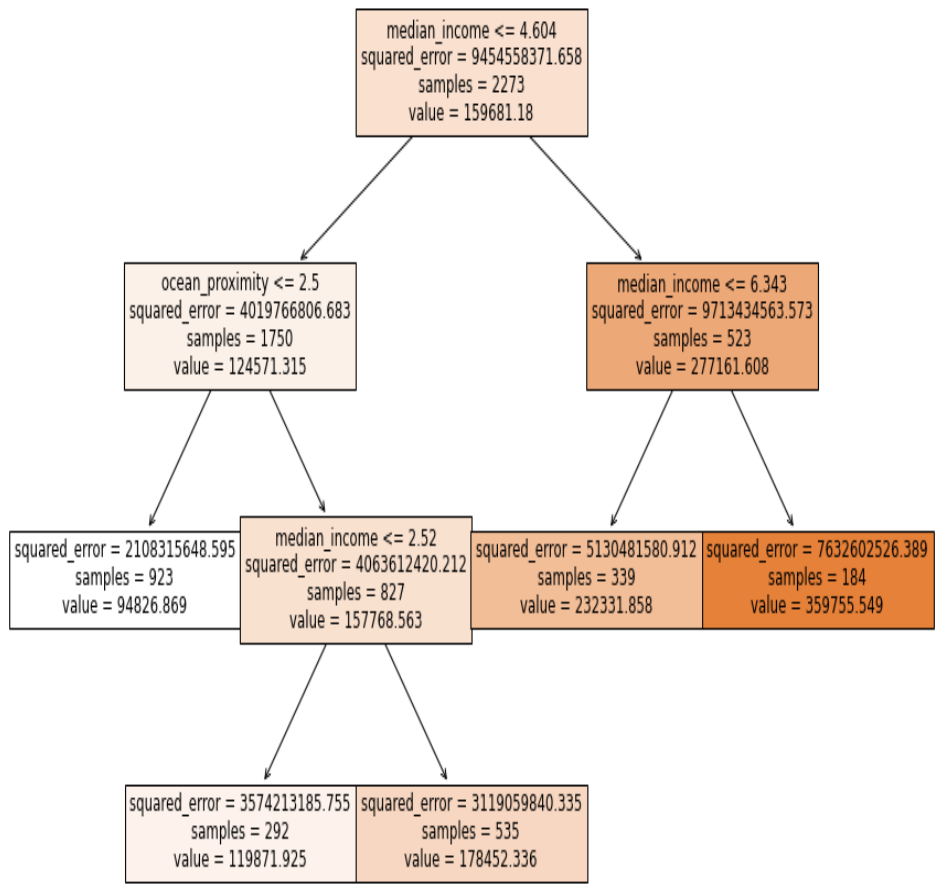 median_income <= 4.604
squared_error = 9454558371.658
samples = 2273
value = 159681.18
ocean_proximity <= 2.5
squared_error = 4019766806.683
samples = 1750
value = 124571.315
median_income <= 6.343
squared_error = 9713434563.573
samples = 523
value = 277161.608
squared_error = 2108315648.595
samples = 923
value = 94826.869
median_income <= 2.52
squared_error = 4063612420.212
samples = 827
value = 157768.563
squared_error = 5130481580.912
samples = 339
value = 232331.858
squared_error = 7632602526.389
samples = 184
value = 359755.549
squared_error = 3574213185.755
samples = 292
value = 119871.925
squared_error = 3119059840.335
samples = 535
value = 178452.336